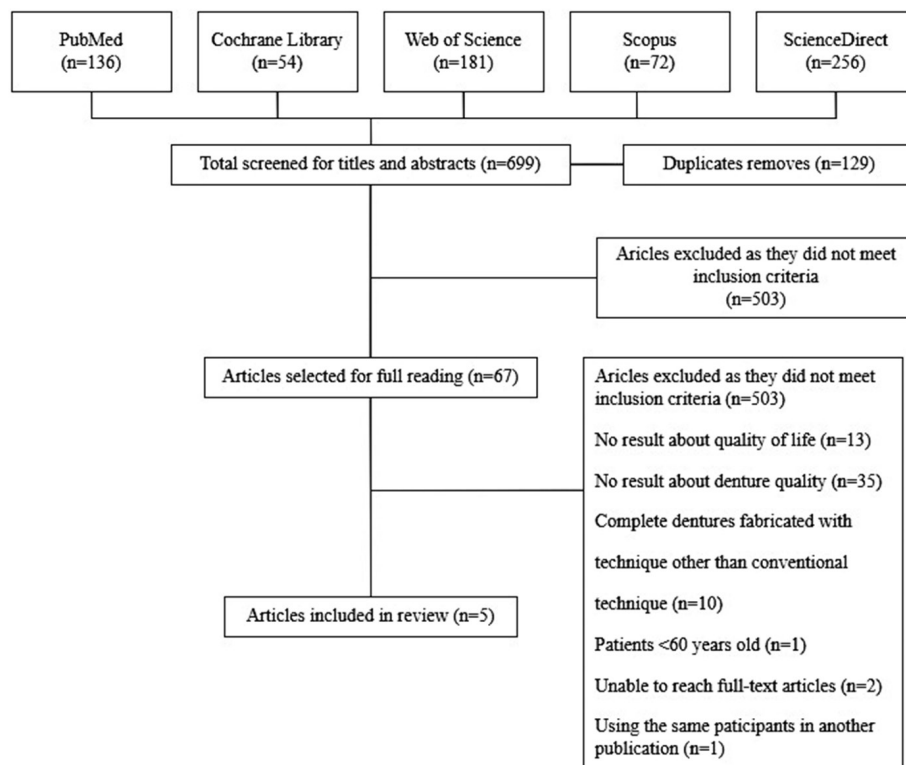 PubMed
(n=136)
Cochrane Library
(n=54)
Web of Science
(n=181)
Scopus
(n=72)
ScienceDirect
(n=256)
Total screened for titles and abstracts (n=699)
Duplicates removes (n=129)
Aricles excluded as they did not meet
inclusion criteria
(n=503)
Articles selected for full reading (n=67)
Aricles excluded as they did not meet
inclusion criteria (n=503)
No result about quality of life (n=13)
No result about denture quality (n=35)
Complete dentures fabricated with
technique other than conventional
technique (n=10)
Patients <60 years old (n=1)
Unable to reach full-text articles (n=2)
Using the same paticipants in another
publication (n=1)
Articles included in review (n=5)